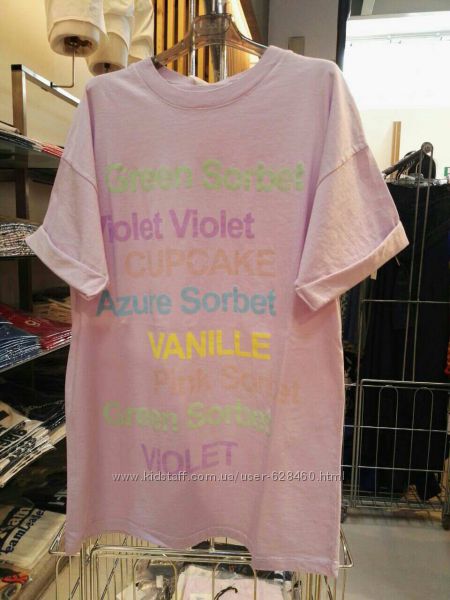 Green Sorbet
Violet Violet
CUPCAKE
Azure Sorbet
VANILLE
Pink Sorbet
Green Sorbet
VIOLET
www.kidstaff.com.ua/user-628460.html